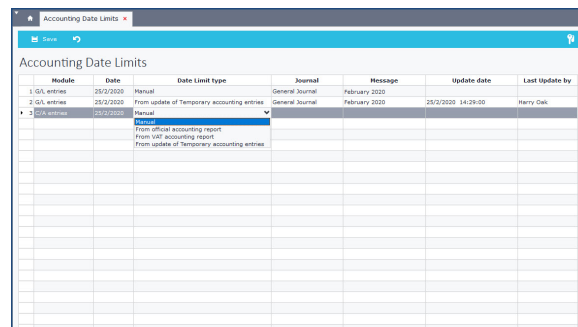 Accounting Date Limits ×
Save
Accounting Date Limits
Module Date Date Limit type Journal Message Update date Last Update by
1 G/L entries 25/2/2020 Manual General Journal February 2020
2 G/L entries 25/2/2020 From update of Temporary accounting entries General Journal February 2020 25/2/2020 14:29:00 Harry Oak
3 C/A entries 25/2/2020 Manual
Manual
From official accounting report
From VAT accounting report
From update of Temporary accounting entries